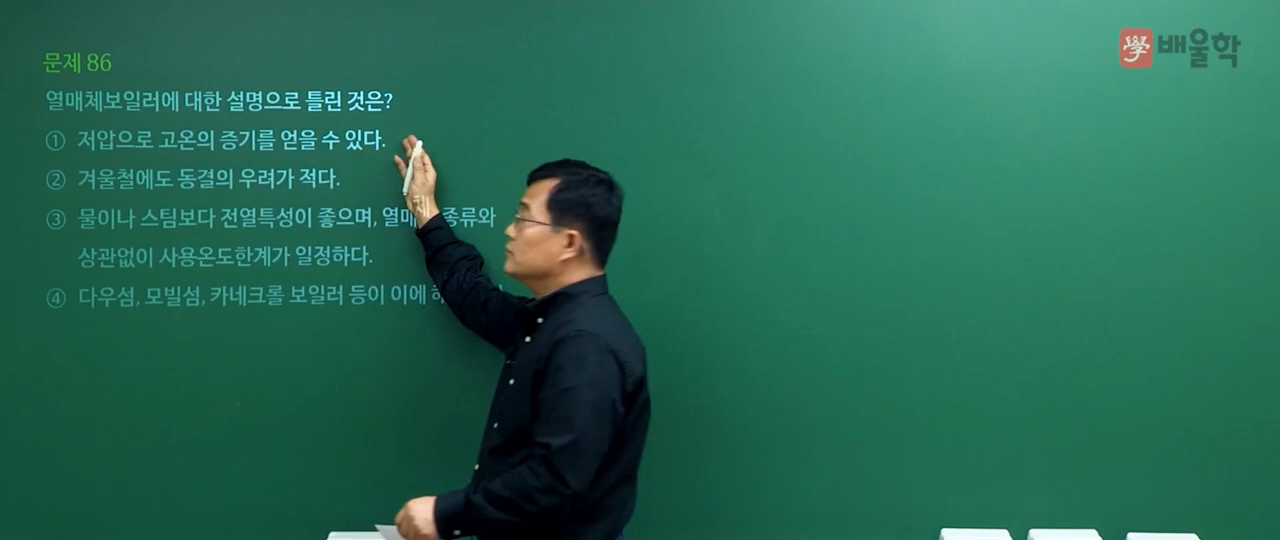 學 배울학
문제 86
열매체보일러에 대한 설명으로 틀린 것은?
① 저압으로 고온의 증기를 얻을 수 있다.
② 겨울철에도 동결의 우려가 적다.
③ 물이나 스팀보다 전열특성이 좋으며, 종류와
상관없이 사용온도한계가 일정하다.
④ 다우섬, 모빌섬, 카네크롤 보일러 등이 이에